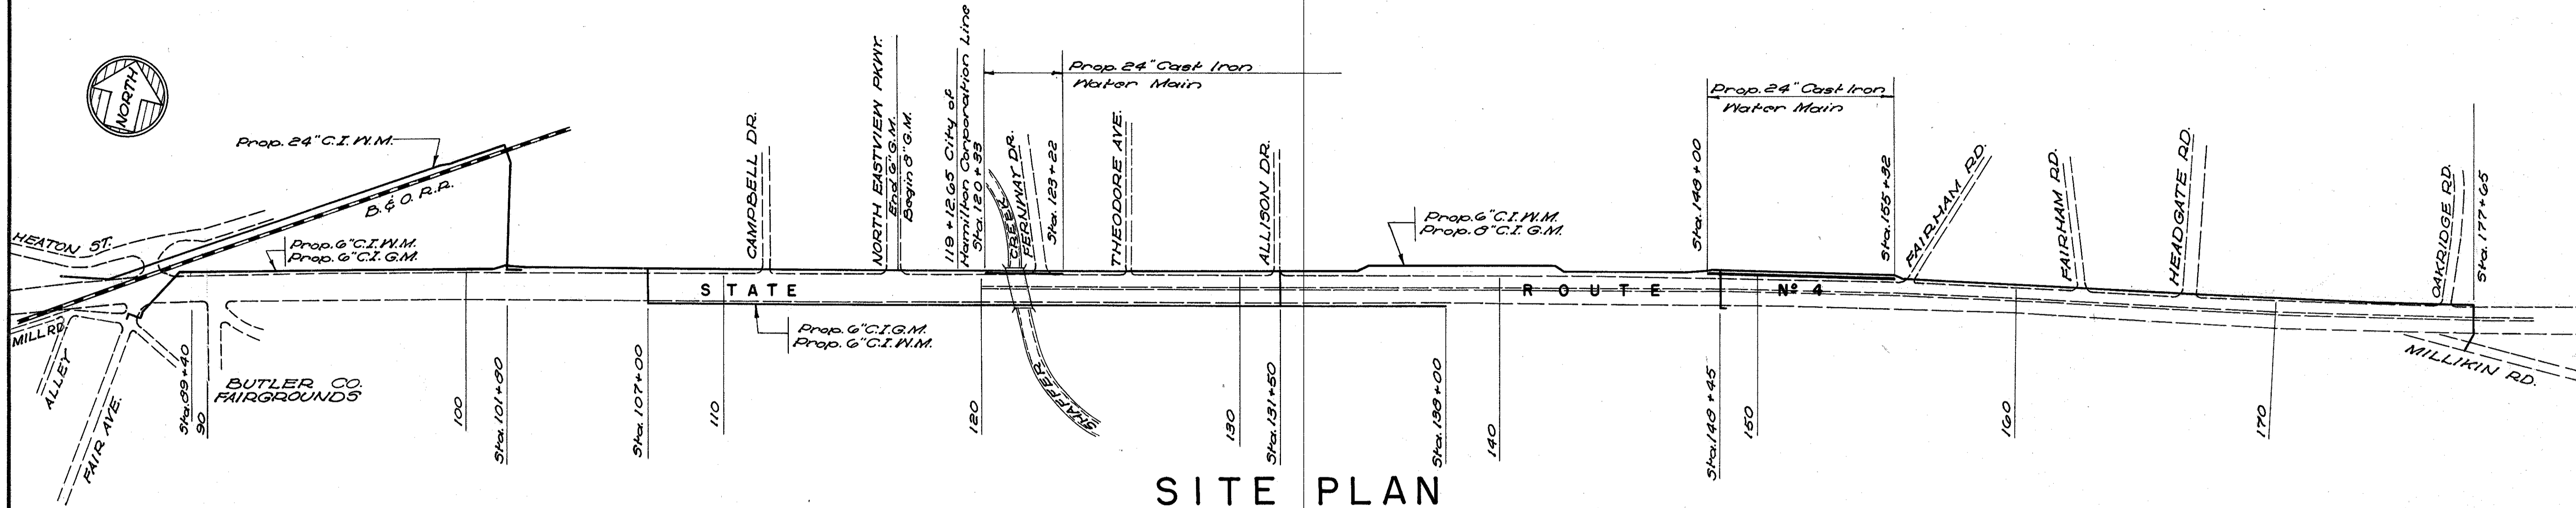 NORTH
Prop. 24" C.I.W.M.
B. & O. R.R.
HEATON ST.
Prop. 6" C.I.W.M.
Prop. 6" C.I. G.M.
MILL RD.
ALLEY
FAIR AVE.
Sta. 89+40
90
BUTLER CO.
FAIRGROUNDS
100
Sta. 101+80
Sta. 107+00
110
CAMPBELL DR.
NORTH EASTVIEW PKWY.
End 6" G.M.
Begin 8" G.M.
119+12.65 City of
Hamilton Corporation Line
Sta. 120+33
CREEK
FERNWAY DR.
Sta. 123+22
Prop. 24" Cast Iron
Water Main
THEODORE AVE.
ALLISON DR.
STATE ROUTE Nº 4
Prop. 6" C.I.G.M.
Prop. 6" C.I.W.M.
120
SHAFFER
130
Sta. 131+50
Prop. 6" C.I.W.M.
Prop. 8" C.I. G.M.
Sta. 138+00
140
Sta. 148+00
Prop. 24" Cast Iron
Water Main
Sta. 155+32
Sta. 148+45
150
FAIRHAM RD.
FAIRHAM RD.
HEADGATE RD.
160
170
OAKRIDGE RD.
Sta. 177+65
MILLIKIN RD.
SITE PLAN